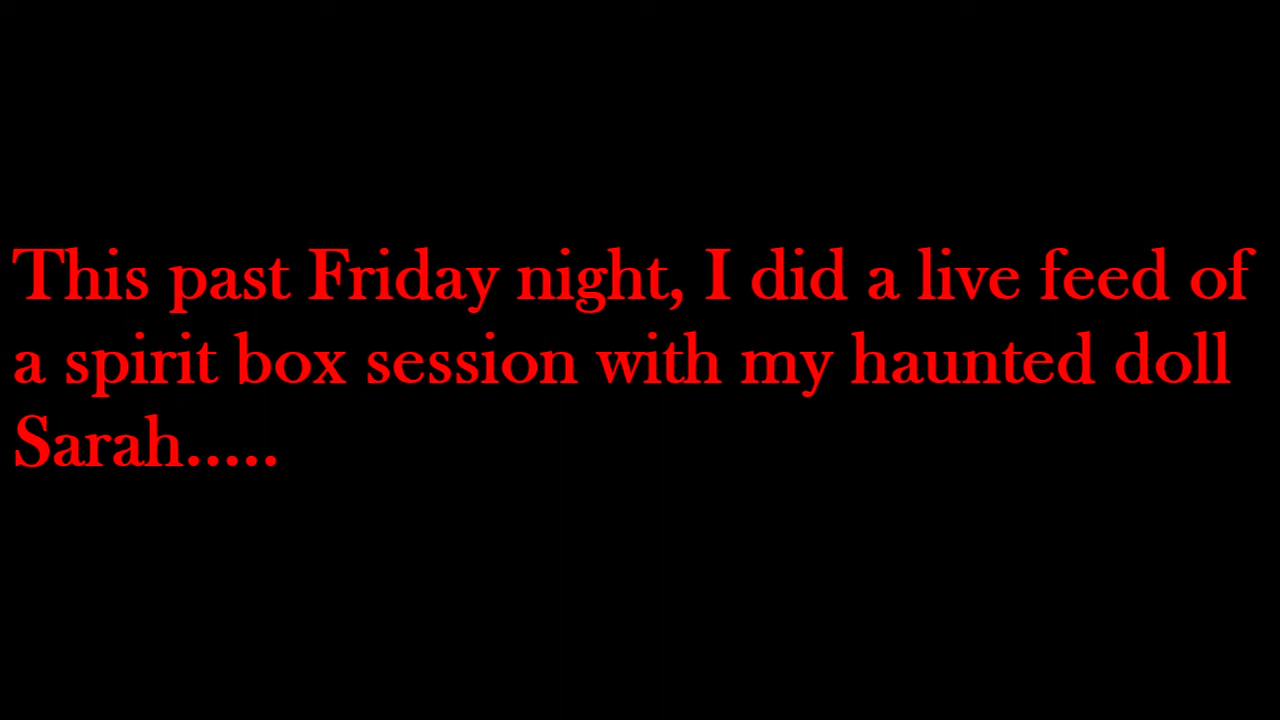 This past Friday night, I did a live feed of
a spirit box session with my haunted doll
Sarah.....